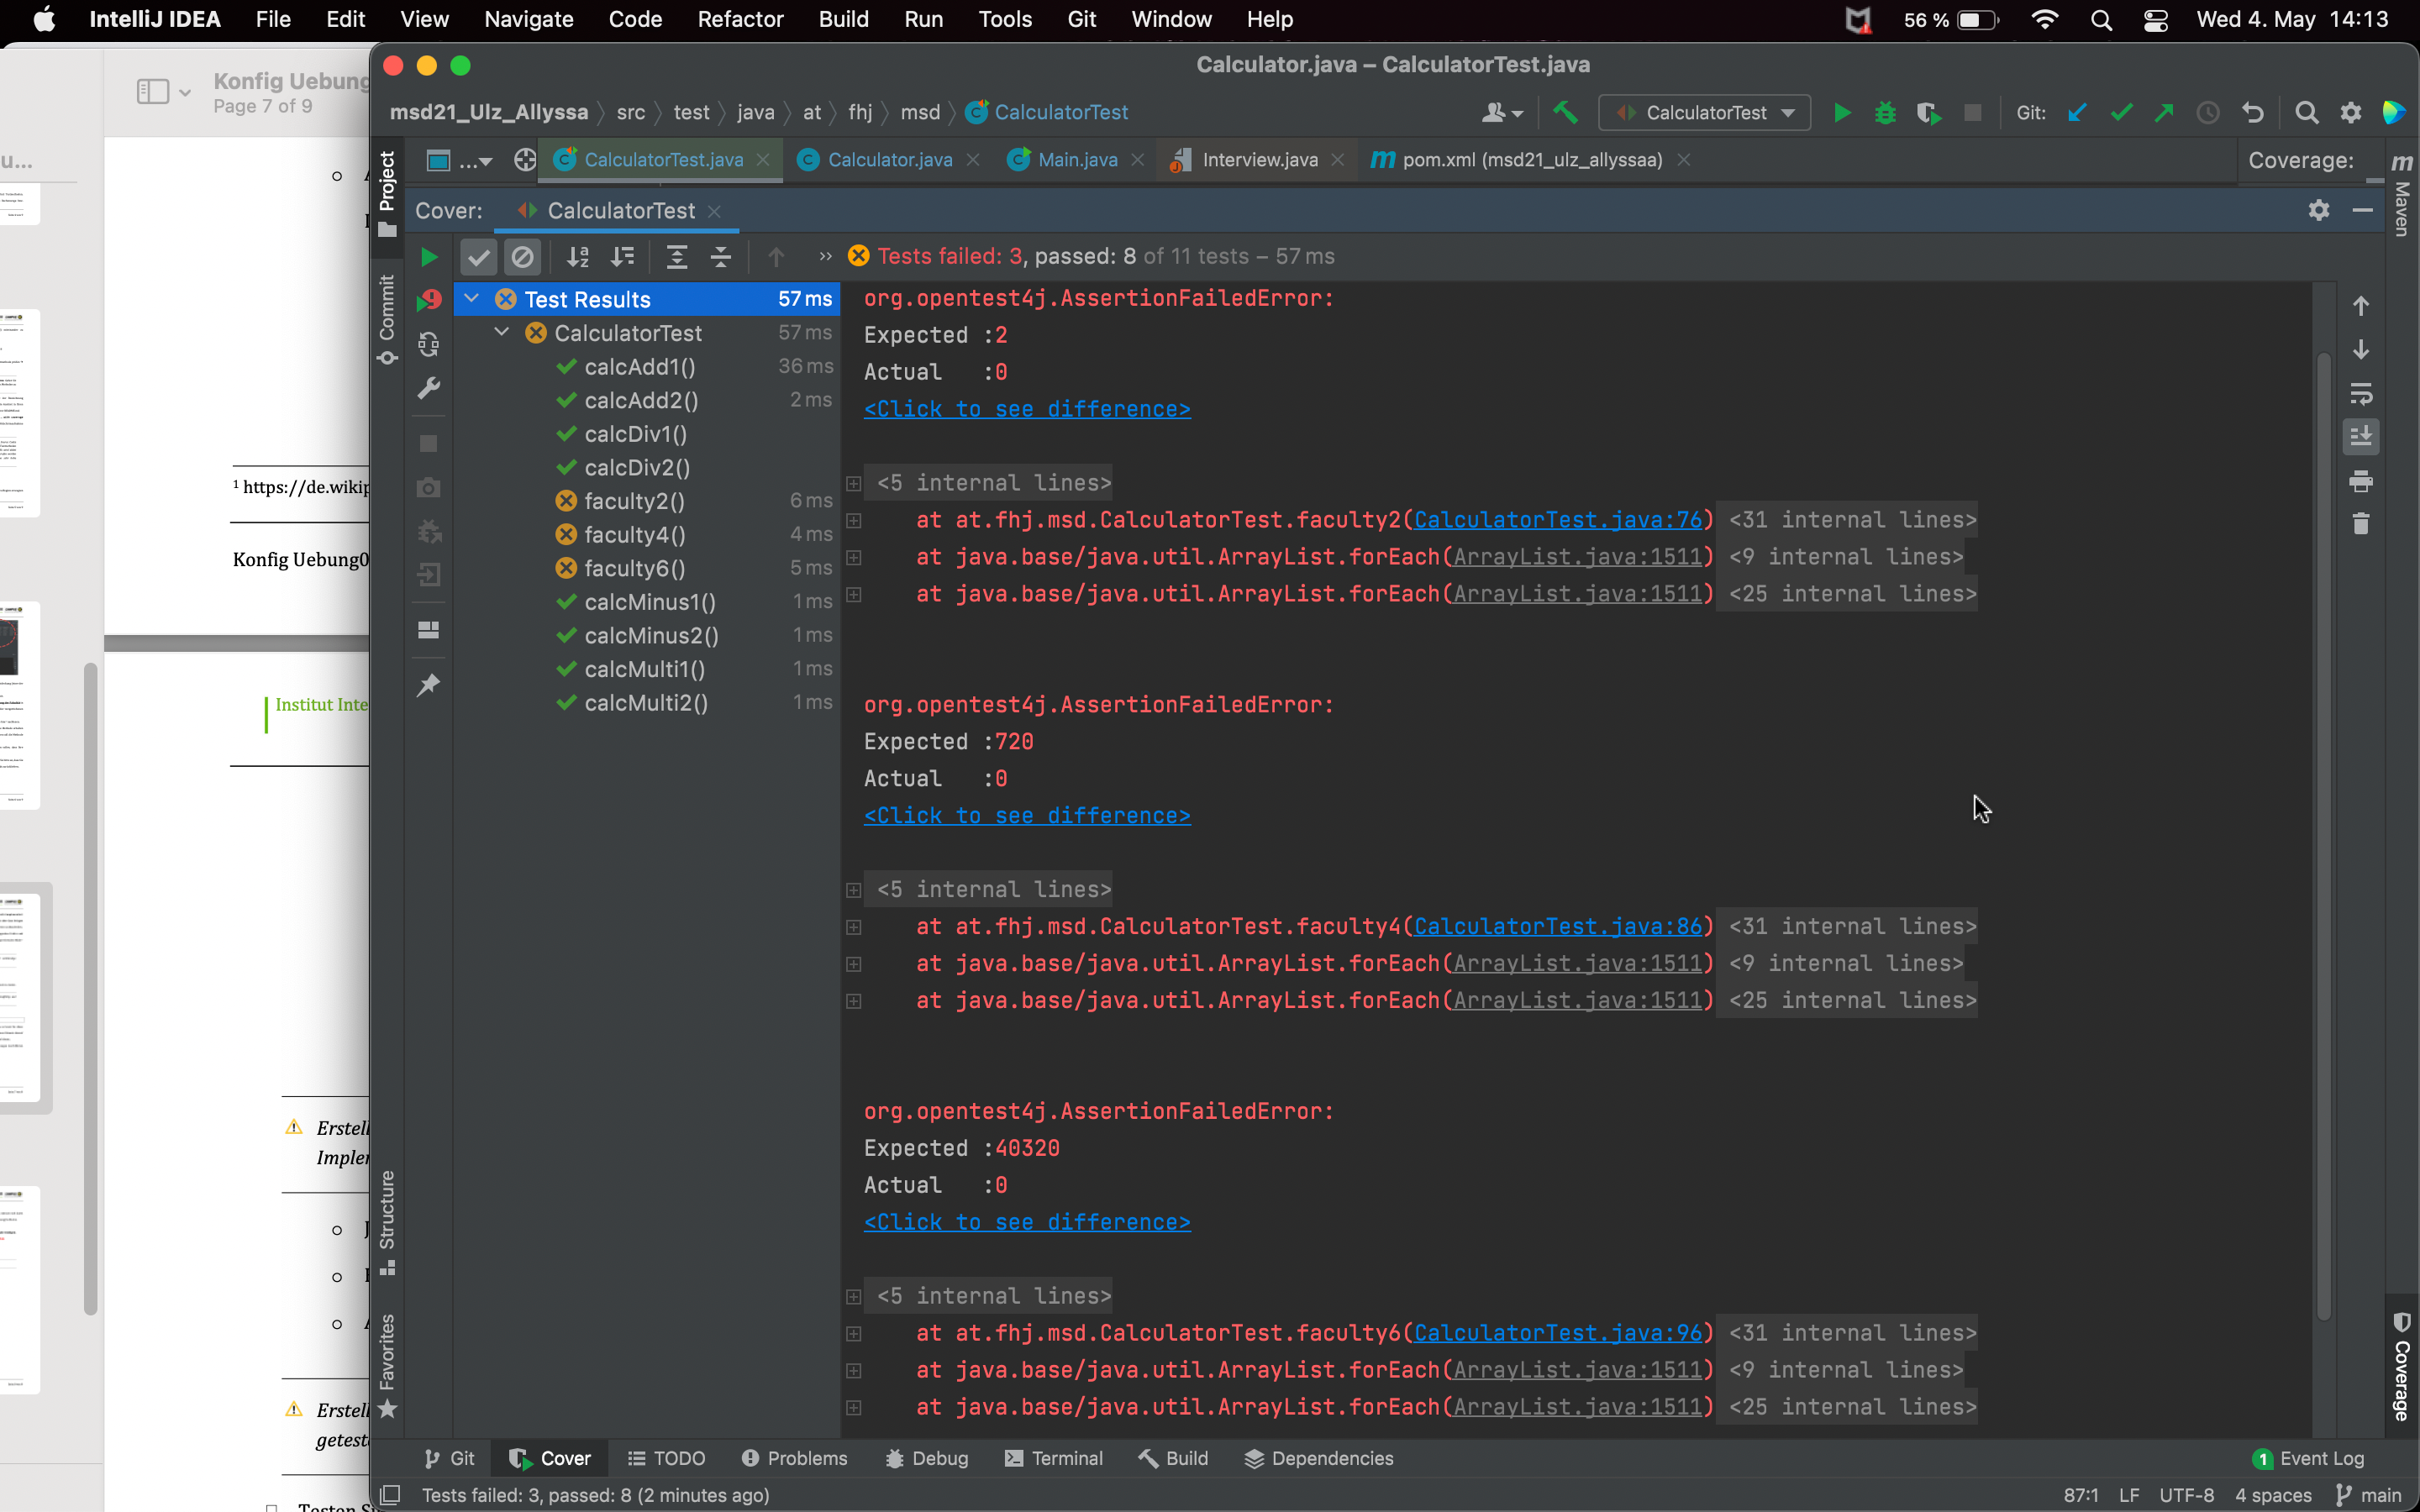 IntelliJ IDEA File Edit View Navigate Code Refactor Build Run Tools Git Window Help 56 % Wed 4. May 14:13
Konfig Uebung
Page 7 of 9
u...
1 https://de.wikip
Konfig Uebung0
Institut Inte
Erstell
Implem
Erstell
getest
Testen S
Calculator.java – CalculatorTest.java
msd21_Ulz_Allyssa src test java at fhj msd CalculatorTest CalculatorTest Git:
... CalculatorTest.java Calculator.java Main.java Interview.java pom.xml (msd21_ulz_allyssaa) Coverage:
Project
Commit
Structure
Favorites
Maven
Coverage
Cover: CalculatorTest
Tests failed: 3, passed: 8 of 11 tests – 57 ms
Test Results 57 ms
CalculatorTest 57 ms
calcAdd1() 36 ms
calcAdd2() 2 ms
calcDiv1()
calcDiv2()
faculty2() 6 ms
faculty4() 4 ms
faculty6() 5 ms
calcMinus1() 1 ms
calcMinus2() 1 ms
calcMulti1() 1 ms
calcMulti2() 1 ms
org.opentest4j.AssertionFailedError:
Expected :2
Actual :0
<Click to see difference>
<5 internal lines>
at at.fhj.msd.CalculatorTest.faculty2(CalculatorTest.java:76) <31 internal lines>
at java.base/java.util.ArrayList.forEach(ArrayList.java:1511) <9 internal lines>
at java.base/java.util.ArrayList.forEach(ArrayList.java:1511) <25 internal lines>
org.opentest4j.AssertionFailedError:
Expected :720
Actual :0
<Click to see difference>
<5 internal lines>
at at.fhj.msd.CalculatorTest.faculty4(CalculatorTest.java:86) <31 internal lines>
at java.base/java.util.ArrayList.forEach(ArrayList.java:1511) <9 internal lines>
at java.base/java.util.ArrayList.forEach(ArrayList.java:1511) <25 internal lines>
org.opentest4j.AssertionFailedError:
Expected :40320
Actual :0
<Click to see difference>
<5 internal lines>
at at.fhj.msd.CalculatorTest.faculty6(CalculatorTest.java:96) <31 internal lines>
at java.base/java.util.ArrayList.forEach(ArrayList.java:1511) <9 internal lines>
at java.base/java.util.ArrayList.forEach(ArrayList.java:1511) <25 internal lines>
Git Cover TODO Problems Debug Terminal Build Dependencies 1 Event Log
Tests failed: 3, passed: 8 (2 minutes ago) 87:1 LF UTF-8 4 spaces main